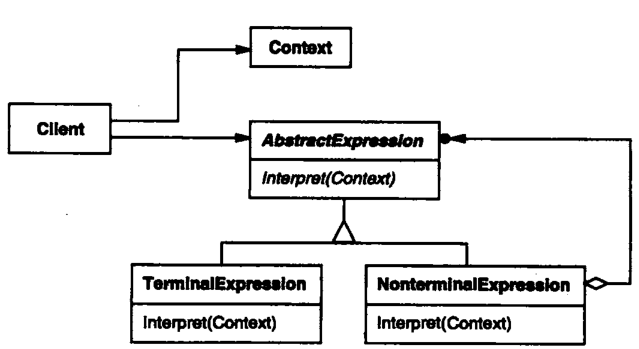 Context
Client
AbstractExpression
Interpret(Context)
TerminalExpression
NonterminalExpression
Interpret(Context)
Interpret(Context)